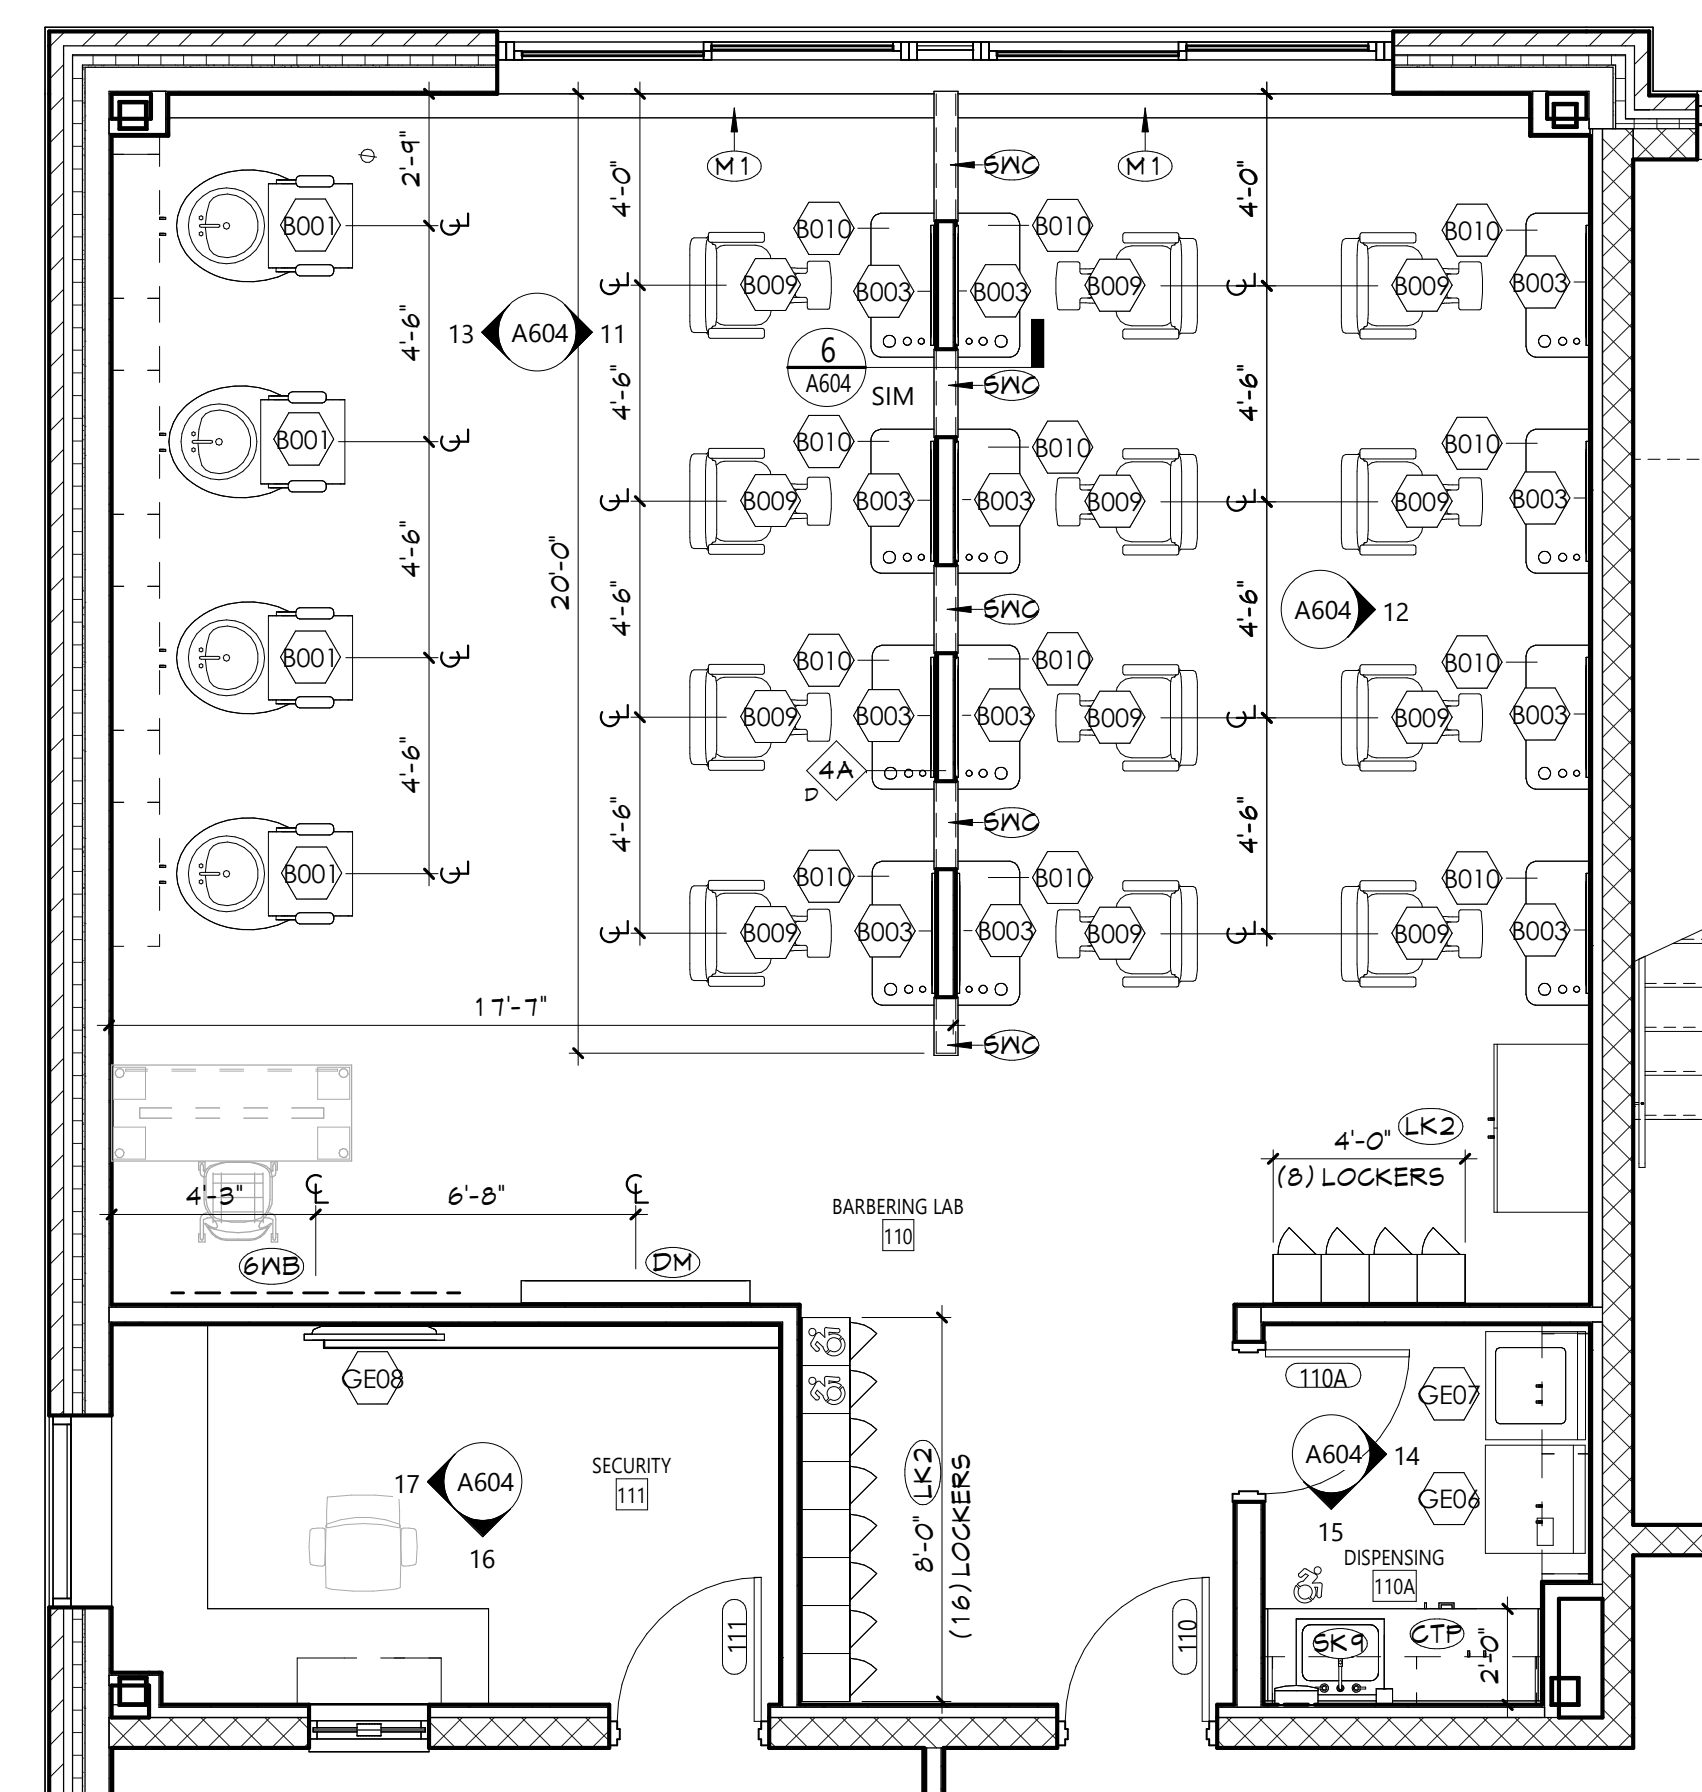 2'-9"
4'-0"
M1
SMC
M1
4'-0"
B001
B010
B010
B010
B009
B003
B003
B009
B009
B003
13
A604
11
4'-6"
6
A604
SIM
4'-6"
SMC
4'-6"
B001
B010
B010
B010
B009
B003
B003
B009
B009
B003
4'-6"
20'-0"
4'-6"
SMC
4'-6"
A604
12
B001
B010
B010
B010
B009
B003
B003
B009
B009
B003
4'-6"
4A
D
4'-6"
SMC
4'-6"
B001
B010
B010
B010
B009
B003
B003
B009
B009
B003
17'-7"
SMC
4'-0"
LK2
(8) LOCKERS
4'-3"
6'-8"
BARBERING LAB
110
6WB
DM
GE08
110A
GE07
SECURITY
111
17
A604
16
LK2
8'-0"
(16) LOCKERS
A604
14
15
GE06
DISPENSING
110A
111
110
SK9
CTP
2'-0"